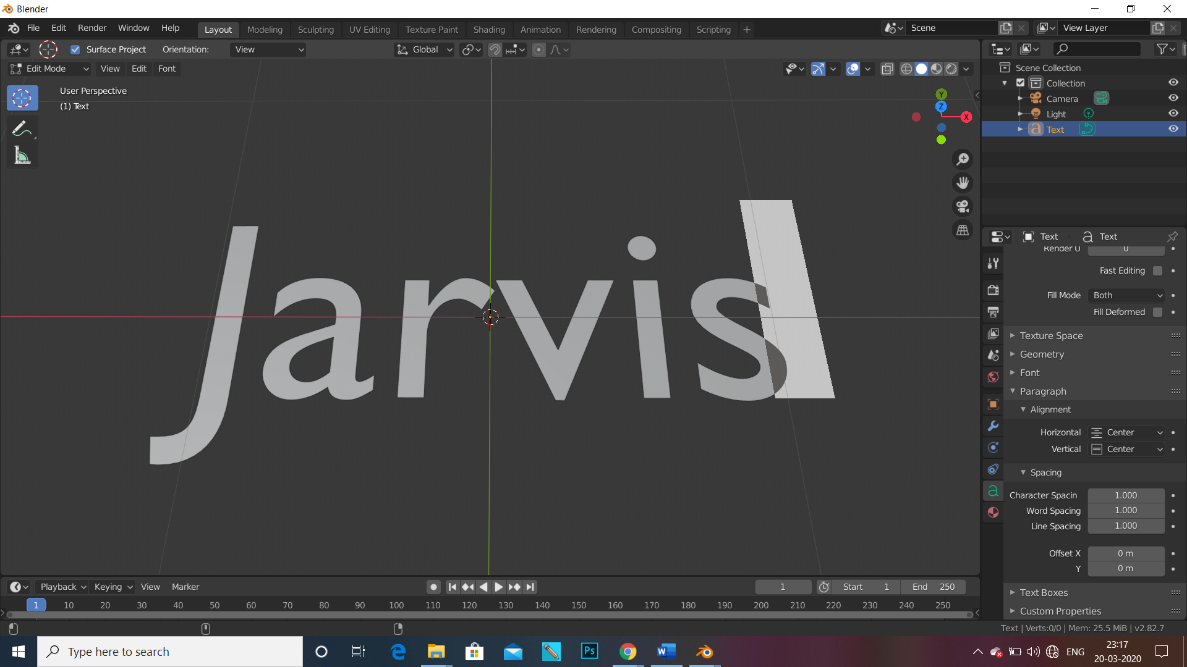 Blender
File Edit Render Window Help Layout Modeling Sculpting UV Editing Texture Paint Shading Animation Rendering Compositing Scripting + Scene View Layer
Surface Project Orientation: View Global
Edit Mode View Edit Font
User Perspective
(1) Text
Y
Z
X
Jarvis
Scene Collection
Collection
Camera
Light
Text
Text Text
Render U 0
Fast Editing
Fill Mode Both
Fill Deformed
Texture Space
Geometry
Font
Paragraph
Alignment
Horizontal Center
Vertical Center
Spacing
Character Spacin 1.000
Word Spacing 1.000
Line Spacing 1.000
Offset X 0 m
Y 0 m
Text Boxes
Custom Properties
Playback Keying View Marker 1 Start 1 End 250
1 10 20 30 40 50 60 70 80 90 100 110 120 130 140 150 160 170 180 190 200 210 220 230 240 250
Text | Verts:0/0 | Mem: 25.5 MiB | v2.82.7
Type here to search
Ps
ENG
23:17
20-03-2020